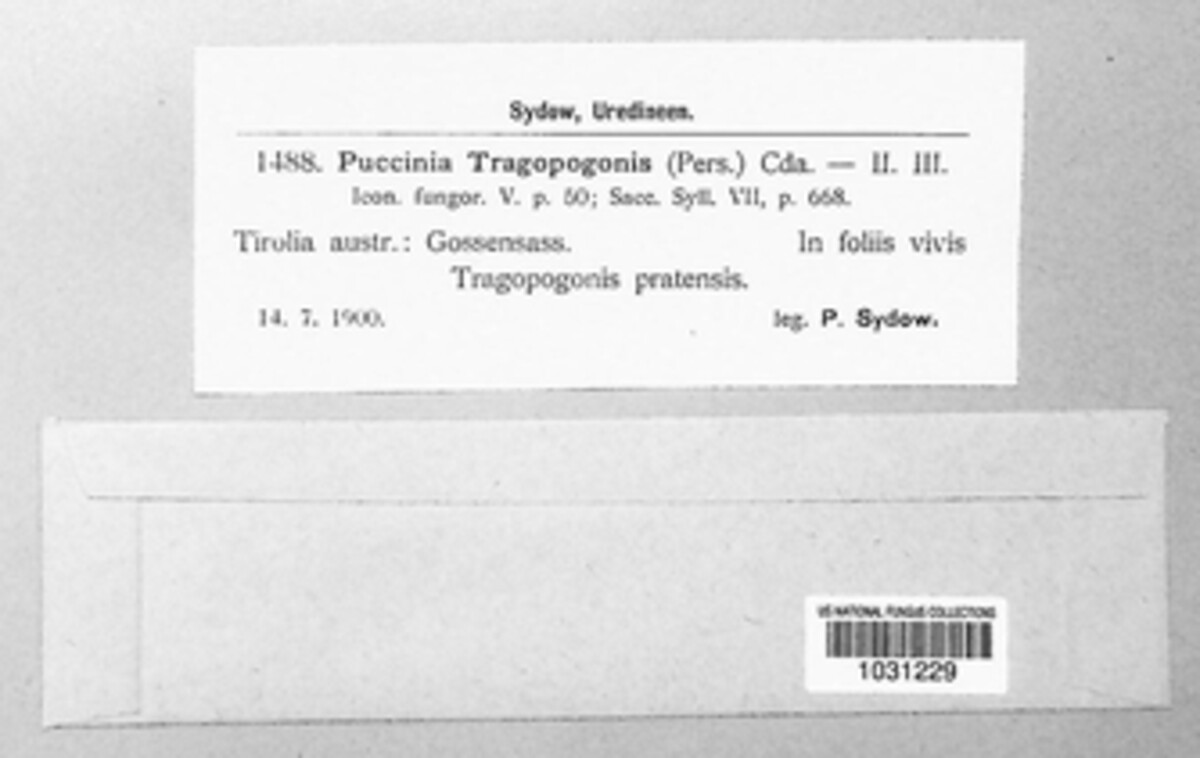 Sydow, Uredineen.
1488. Puccinia Tragopogonis (Pers.) Cda. — II. III.
Icon. fungor. V. p. 50; Sacc. Syll. VII, p. 668.
Tirolia austr.: Gossensass. In foliis vivis
Tragopogonis pratensis.
14. 7. 1900. leg. P. Sydow.
US NATIONAL FUNGUS COLLECTIONS
1031229